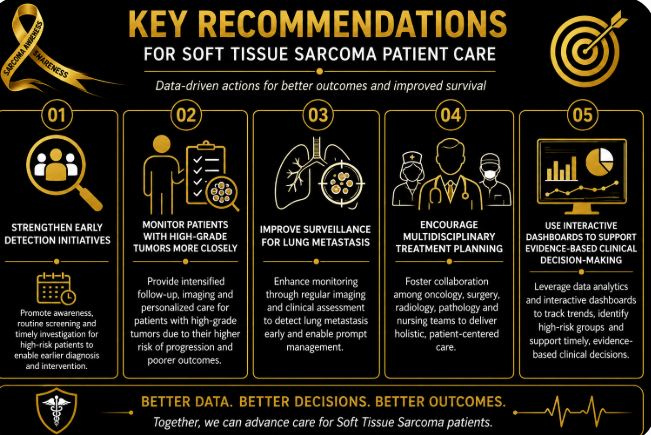 SARCOMA AWARENESS
KEY RECOMMENDATIONS
FOR SOFT TISSUE SARCOMA PATIENT CARE
Data-driven actions for better outcomes and improved survival
01
STRENGTHEN EARLY
DETECTION INITIATIVES
Promote awareness,
routine screening and
timely investigation for
high-risk patients to
enable earlier diagnosis
and intervention.
02
MONITOR PATIENTS
WITH HIGH-GRADE
TUMORS MORE CLOSELY
Provide intensified
follow-up, imaging and
personalized care for
patients with high-grade
tumors due to their higher
risk of progression and
poorer outcomes.
03
IMPROVE SURVEILLANCE
FOR LUNG METASTASIS
Enhance monitoring
through regular imaging
and clinical assessment
to detect lung metastasis
early and enable prompt
management.
04
ENCOURAGE
MULTIDISCIPLINARY
TREATMENT PLANNING
Foster collaboration
among oncology, surgery,
radiology, pathology and
nursing teams to deliver
holistic, patient-centered
care.
05
USE INTERACTIVE
DASHBOARDS TO SUPPORT
EVIDENCE-BASED CLINICAL
DECISION-MAKING
Leverage data analytics
and interactive dashboards
to track trends, identify
high-risk groups and
support timely, evidence-
based clinical decisions.
BETTER DATA. BETTER DECISIONS. BETTER OUTCOMES.
Together, we can advance care for Soft Tissue Sarcoma patients.